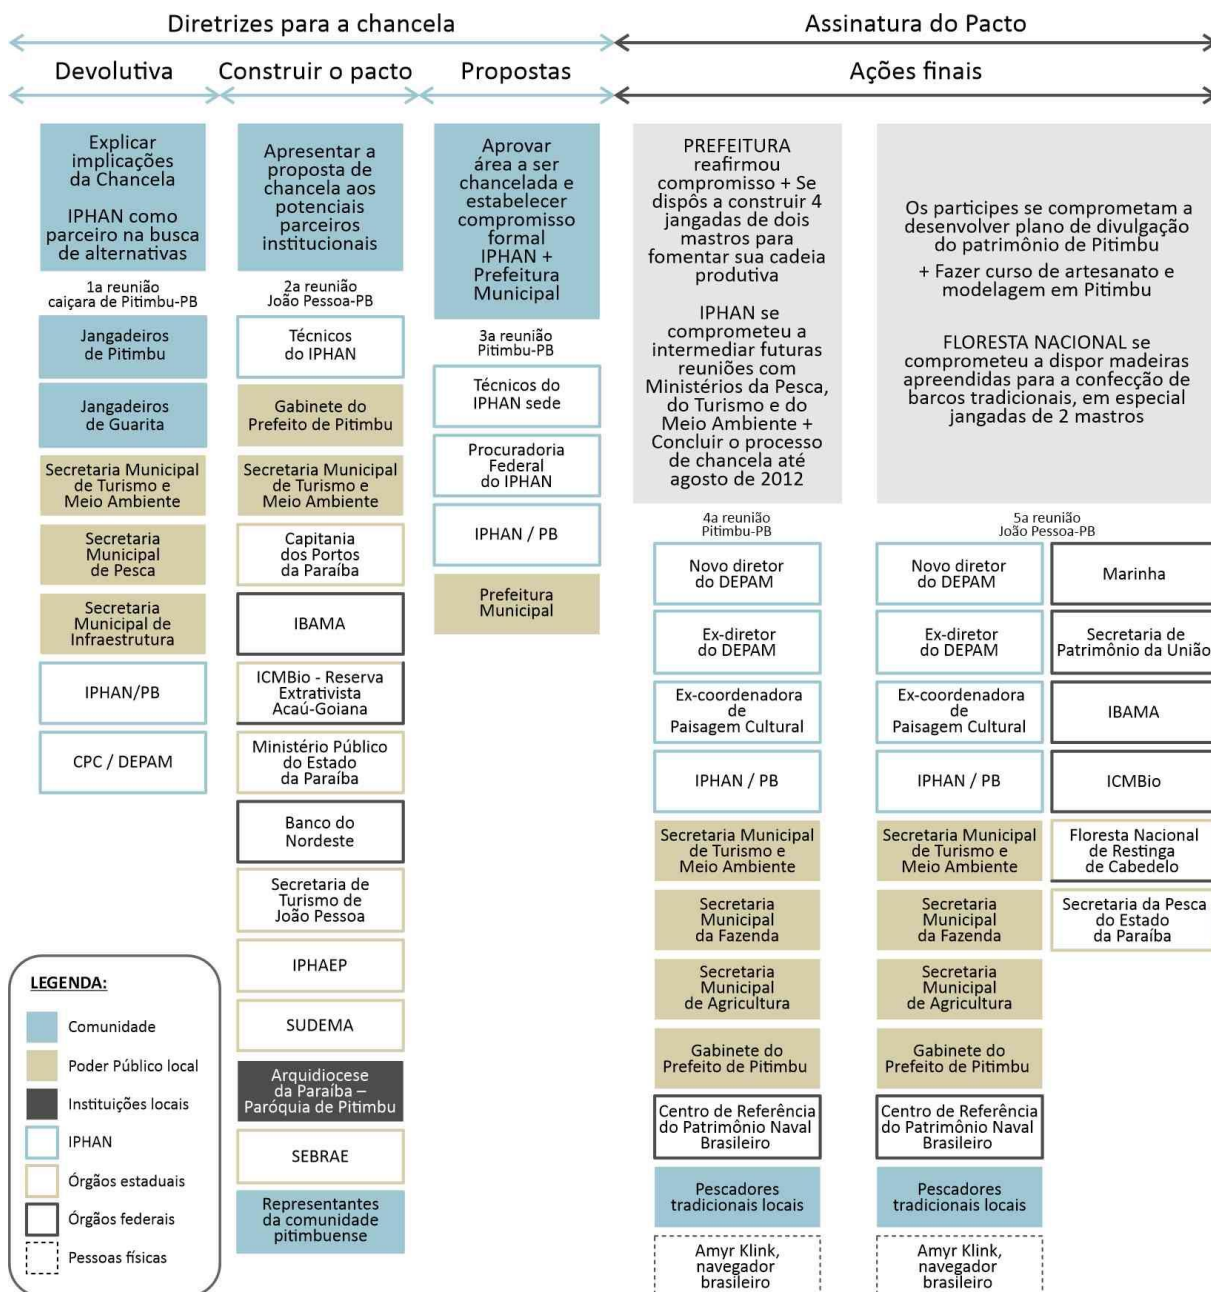 Diretrizes para a chancela
Assinatura do Pacto
Devolutiva
Construir o pacto
Propostas
Ações finais
Explicar
implicações
da Chancela
IPHAN como
parceiro na busca
de alternativas
1a reunião
caiçara de Pitimbu-PB
Jangadeiros
de Pitimbu
Jangadeiros
de Guarita
Secretaria Municipal
de Turismo e
Meio Ambiente
Secretaria
Municipal
de Pesca
Secretaria
Municipal de
Infraestrutura
IPHAN/PB
CPC / DEPAM
Apresentar a
proposta de
chancela aos
potenciais
parceiros
institucionais
2a reunião
João Pessoa-PB
Técnicos
do IPHAN
Gabinete do
Prefeito de Pitimbu
Secretaria Municipal
de Turismo e
Meio Ambiente
Capitania
dos Portos
da Paraíba
IBAMA
ICMBio - Reserva
Extrativista
Acaú-Goiana
Ministério Público
do Estado
da Paraíba
Banco do
Nordeste
Secretaria de
Turismo de
João Pessoa
IPHAEP
SUDEMA
Arquidiocese
da Paraíba –
Paróquia de Pitimbu
SEBRAE
Representantes
da comunidade
pitimbuense
Aprovar
área a ser
chancelada e
estabelecer
compromisso
formal
IPHAN +
Prefeitura
Municipal
3a reunião
Pitimbu-PB
Técnicos do
IPHAN sede
Procuradoria
Federal
do IPHAN
IPHAN / PB
Prefeitura
Municipal
PREFEITURA
reafirmou
compromisso + Se
dispôs a construir 4
jangadas de dois
mastros para
fomentar sua cadeia
produtiva
IPHAN se
comprometeu a
intermediar futuras
reuniões com
Ministérios da Pesca,
do Turismo e do
Meio Ambiente +
Concluir o processo
de chancela até
agosto de 2012
4a reunião
Pitimbu-PB
Novo diretor
do DEPAM
Ex-diretor
do DEPAM
Ex-coordenadora
de
Paisagem Cultural
IPHAN / PB
Secretaria Municipal
de Turismo e
Meio Ambiente
Secretaria
Municipal
da Fazenda
Secretaria
Municipal
de Agricultura
Gabinete do
Prefeito de Pitimbu
Centro de Referência
do Patrimônio Naval
Brasileiro
Pescadores
tradicionais locais
Amyr Klink,
navegador
brasileiro
Os participes se comprometam a
desenvolver plano de divulgação
do patrimônio de Pitimbu
+ Fazer curso de artesanato e
modelagem em Pitimbu
FLORESTA NACIONAL se
comprometeu a dispor madeiras
apreendidas para a confecção de
barcos tradicionais, em especial
jangadas de 2 mastros
5a reunião
João Pessoa-PB
Novo diretor
do DEPAM
Ex-diretor
do DEPAM
Ex-coordenadora
de
Paisagem Cultural
IPHAN / PB
Secretaria Municipal
de Turismo e
Meio Ambiente
Secretaria
Municipal
da Fazenda
Secretaria
Municipal
de Agricultura
Gabinete do
Prefeito de Pitimbu
Centro de Referência
do Patrimônio Naval
Brasileiro
Pescadores
tradicionais locais
Amyr Klink,
navegador
brasileiro
Marinha
Secretaria de
Patrimônio da União
IBAMA
ICMBio
Floresta Nacional
de Restinga
de Cabedelo
Secretaria da Pesca
do Estado
da Paraíba
LEGENDA:
Comunidade
Poder Público local
Instituições locais
IPHAN
Órgãos estaduais
Órgãos federais
Pessoas físicas